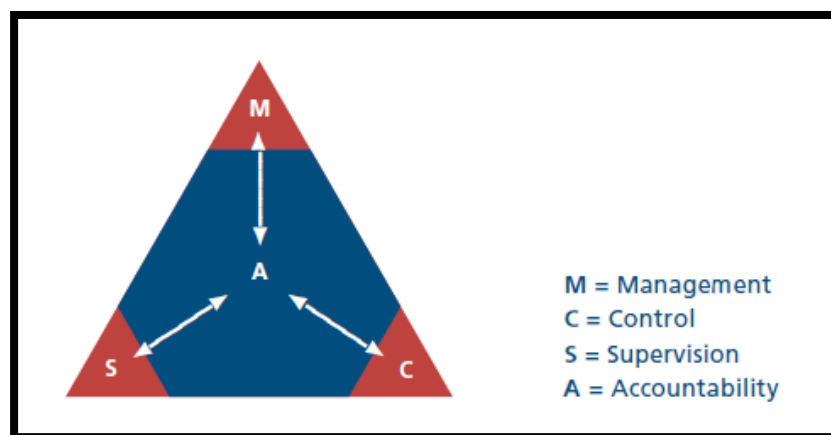 M
A
S
C
M = Management
C = Control
S = Supervision
A = Accountability